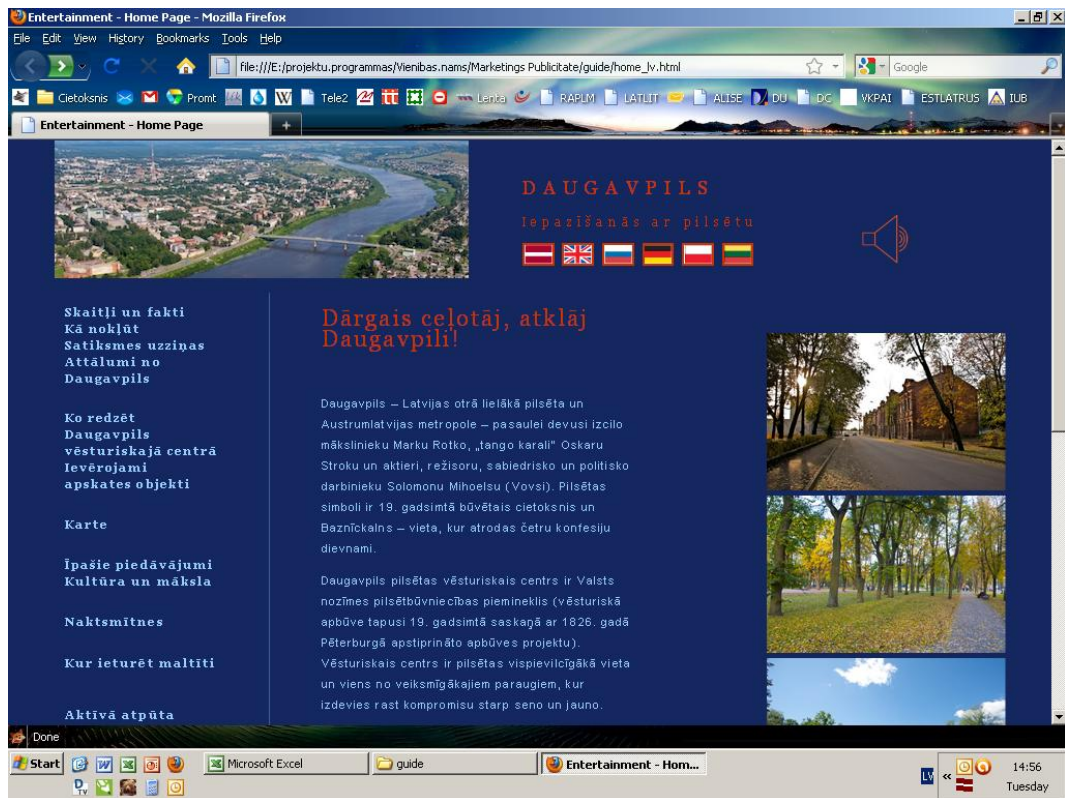 Entertainment - Home Page - Mozilla Firefox
File Edit View History Bookmarks Tools Help
file:///E:/projektu.programmas/Vienibas.nams/Marketings Publicitate/guide/home_lv.html
Google
Cietoksnis Promt Tele2 Lenta RAPLM LATLIT ALISE DU DC VKPAI ESTLATRUS IUB
Entertainment - Home Page
DAUGAVPILS
Iepazīšanās ar pilsētu
Skaitļi un fakti
Kā nokļūt
Satiksmes uzziņas
Attālumi no
Daugavpils
Ko redzēt
Daugavpils
vēsturiskajā centrā
Ievērojami
apskates objekti
Karte
Īpašie piedāvājumi
Kultūra un māksla
Naktsmītnes
Kur ieturēt maltīti
Aktīvā atpūta
Dārgais ceļotāj, atklāj
Daugavpili!
Daugavpils – Latvijas otrā lielākā pilsēta un
Austrumlatvijas metropole – pasaulei devusi izcilo
mākslinieku Marku Rotko, „tango karali" Oskaru
Stroku un aktieri, režisoru, sabiedrisko un politisko
darbinieku Solomonu Mihoelsu (Vovsi). Pilsētas
simboli ir 19. gadsimtā būvētais cietoksnis un
Baznīckalns – vieta, kur atrodas četru konfesiju
dievnami.
Daugavpils pilsētas vēsturiskais centrs ir Valsts
nozīmes pilsētbūvniecības piemineklis (vēsturiskā
apbūve tapusi 19. gadsimtā saskaņā ar 1826. gadā
Pēterburgā apstiprināto apbūves projektu).
Vēsturiskais centrs ir pilsētas vispievilcīgākā vieta
un viens no veiksmīgākajiem paraugiem, kur
izdevies rast kompromisu starp seno un jauno.
Done
Start
Microsoft Excel
guide
Entertainment - Hom...
LV
14:56
Tuesday